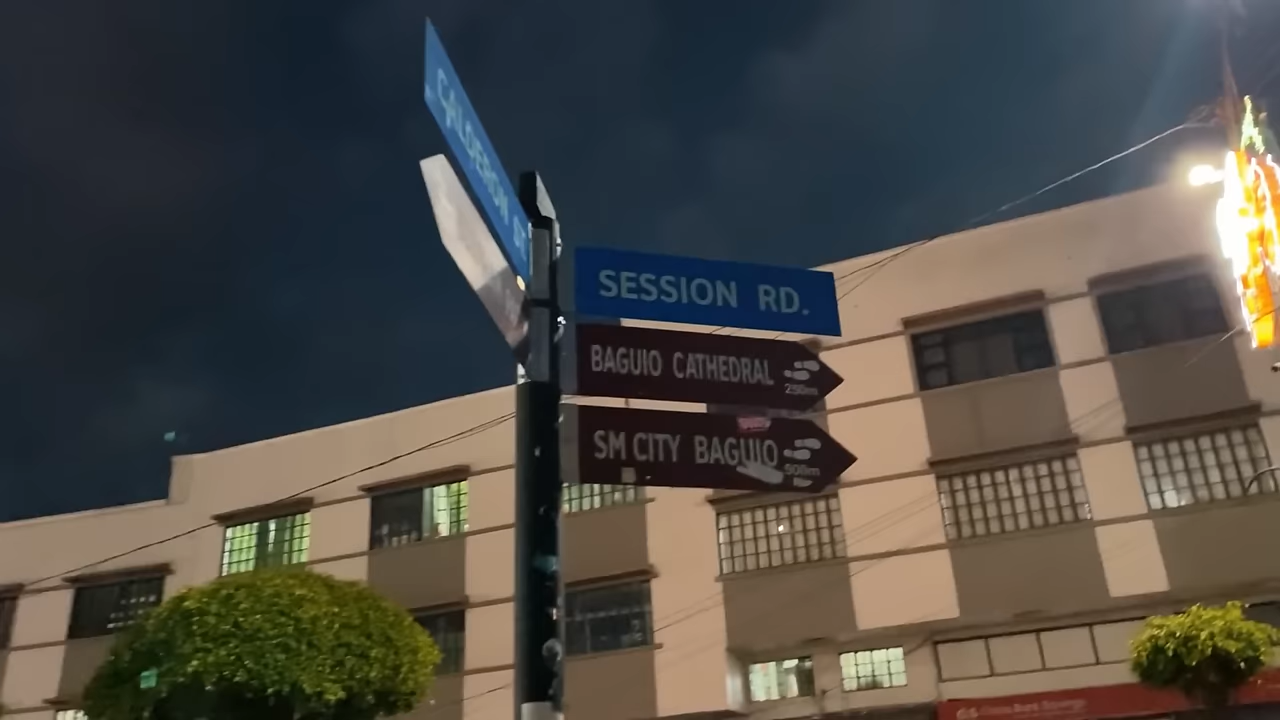 CALDERON ST.
SESSION RD.
BAGUIO CATHEDRAL
250m
SM CITY BAGUIO
500m